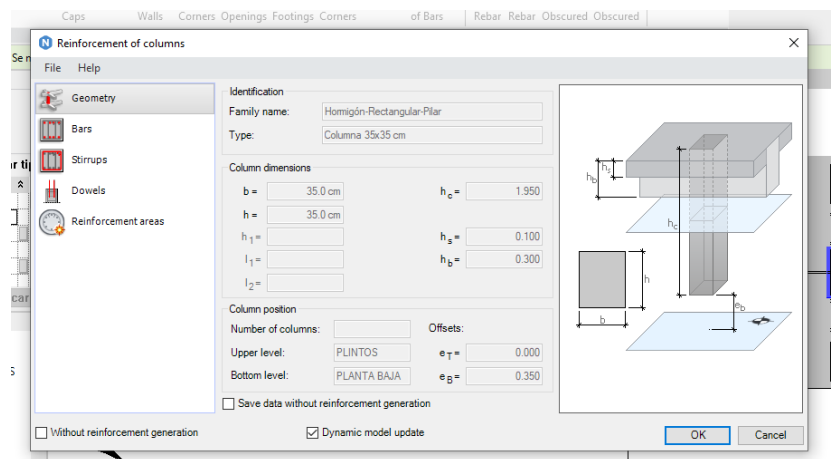 Caps Walls Corners Openings Footings Corners of Bars Rebar Rebar Obscured Obscured
Reinforcement of columns
File Help
Geometry
Bars
Stirrups
Dowels
Reinforcement areas
Identification
Family name: Homigón-Rectangular-Pilar
Type: Columna 35x35 cm
Column dimensions
b = 35.0 cm hc = 1.950
h = 35.0 cm
h1 = hs = 0.100
l1 = hb = 0.300
l2 =
Column position
Number of columns: Offsets:
Upper level: PLINTOS eT = 0.000
Bottom level: PLANTA BAJA eB = 0.350
Save data without reinforcement generation
hs
hb
hc
h
b
eb
Without reinforcement generation Dynamic model update OK Cancel